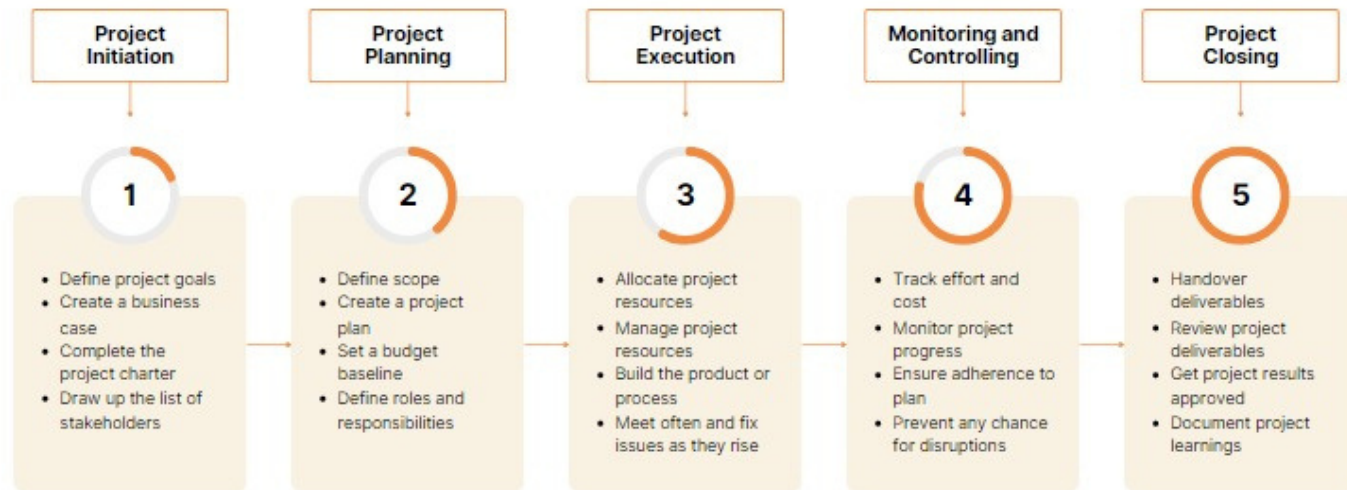 Project
Initiation
Project
Planning
Project
Execution
Monitoring and
Controlling
Project
Closing
1
2
3
4
5
• Define project goals
• Create a business
case
• Complete the
project charter
• Draw up the list of
stakeholders
• Define scope
• Create a project
plan
• Set a budget
baseline
• Define roles and
responsibilities
• Allocate project
resources
• Manage project
resources
• Build the product or
process
• Meet often and fix
issues as they rise
• Track effort and
cost
• Monitor project
progress
• Ensure adherence to
plan
• Prevent any chance
for disruptions
• Handover
deliverables
• Review project
deliverables
• Get project results
approved
• Document project
learnings